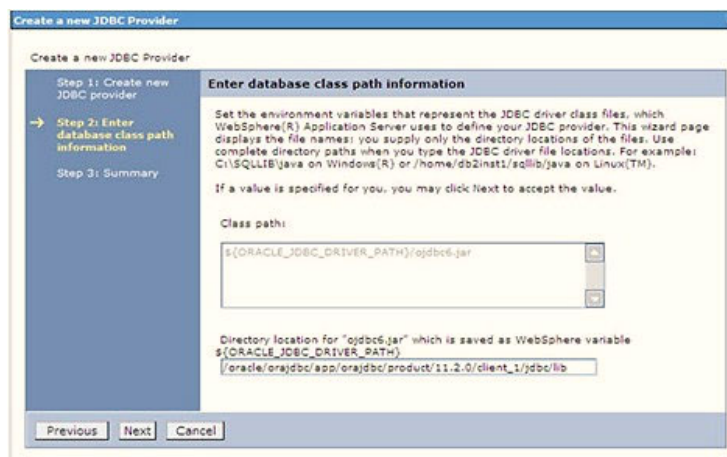 Create a new JDBC Provider
Create a new JDBC Provider
Step 1: Create new
JDBC provider
Step 2: Enter
database class path
information
Step 3: Summary
Enter database class path information
Set the environment variables that represent the JDBC driver class files, which
WebSphere(R) Application Server uses to define your JDBC provider. This wizard page
displays the file names; you supply only the directory locations of the files. Use
complete directory paths when you type the JDBC driver file locations. For example:
C:\SQLLIB\java on Windows(R) or /home/db2inst1/sqllib/java on Linux(TM).
If a value is specified for you, you may click Next to accept the value.
Class path:
${ORACLE_JDBC_DRIVER_PATH}/ojdbc6.jar
Directory location for "ojdbc6.jar" which is saved as WebSphere variable
${ORACLE_JDBC_DRIVER_PATH}
/oracle/orajdbc/app/orajdbc/product/11.2.0/client_1/jdbc/lib
Previous Next Cancel